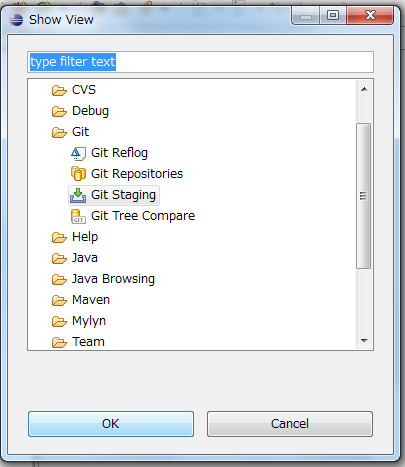 Show View
type filter text
CVS
Debug
Git
Git Reflog
Git Repositories
Git Staging
Git Tree Compare
Help
Java
Java Browsing
Maven
Mylyn
Team
OK
Cancel